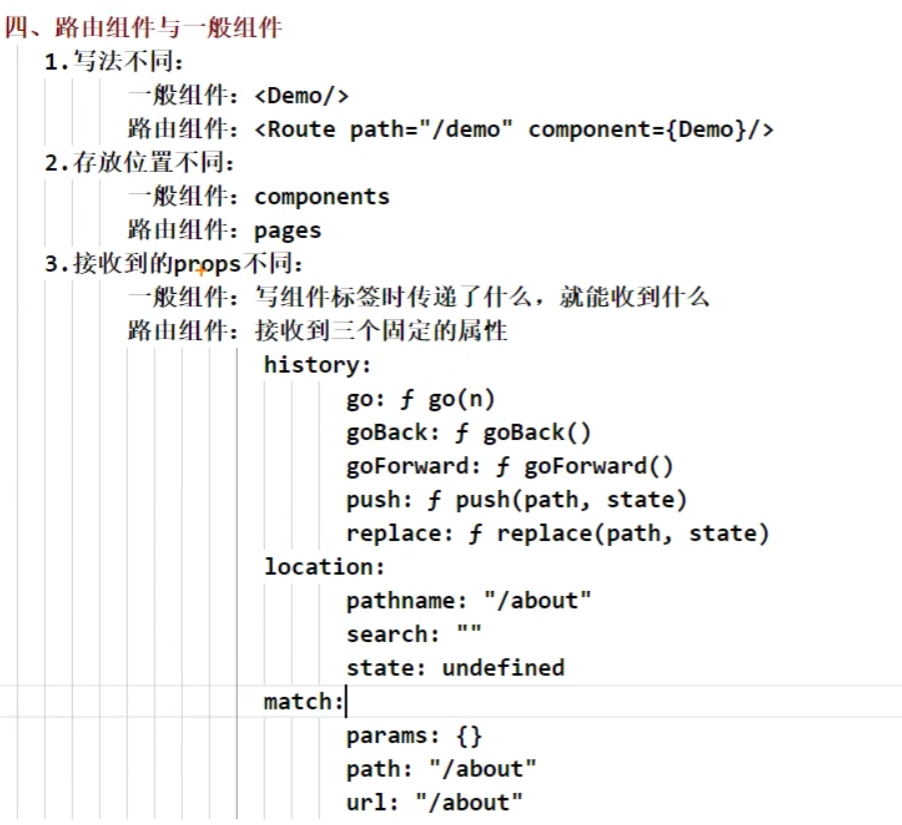 四、路由组件与一般组件
1.写法不同:
一般组件: <Demo/>
路由组件: <Route path="/demo" component={Demo}/>
2.存放位置不同:
一般组件: components
路由组件: pages
3.接收到的props不同:
一般组件: 写组件标签时传递了什么，就能收到什么
路由组件: 接收到三个固定的属性
history:
go: ƒ go(n)
goBack: ƒ goBack()
goForward: ƒ goForward()
push: ƒ push(path, state)
replace: ƒ replace(path, state)
location:
pathname: "/about"
search: ""
state: undefined
match:
params: {}
path: "/about"
url: "/about"